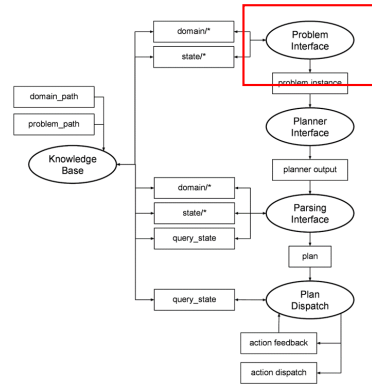 domain/*
Problem
Interface
state/*
problem instance
domain_path
problem_path
Planner
Interface
Knowledge
Base
planner output
domain/*
state/*
Parsing
Interface
query_state
plan
query_state
Plan
Dispatch
action feedback
action dispatch